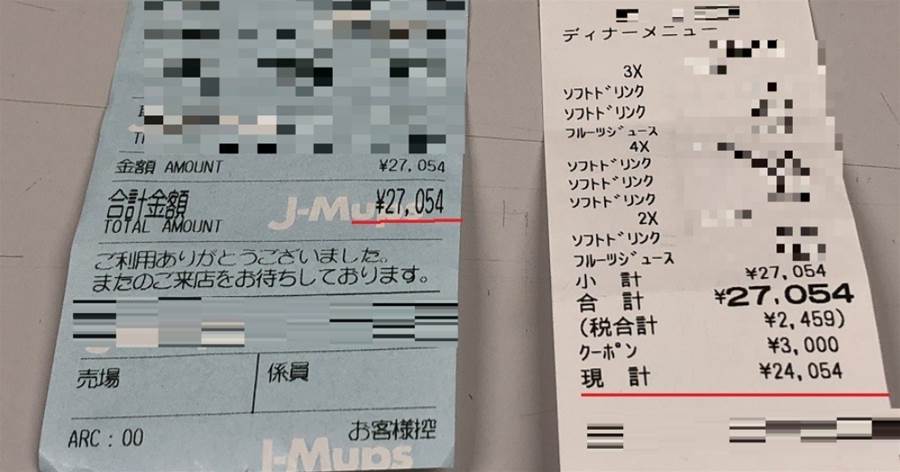 金額 AMOUNT ¥27,054
合計金額 ¥27,054
TOTAL AMOUNT
J-Mups
ご利用ありがとうございました。
またのご来店をお待ちしております。
売場 係員
ARC : 00 お客様控
J-Mups
ディナーメニュー
3X
ソフトドリンク
ソフトドリンク
フルーツジュース
4X
ソフトドリンク
ソフトドリンク
ソフトドリンク
2X
ソフトドリンク
フルーツジュース
小 計 ¥27,054
合 計 ¥27,054
(税合計 ¥2,459)
クーポン ¥3,000
現 計 ¥24,054